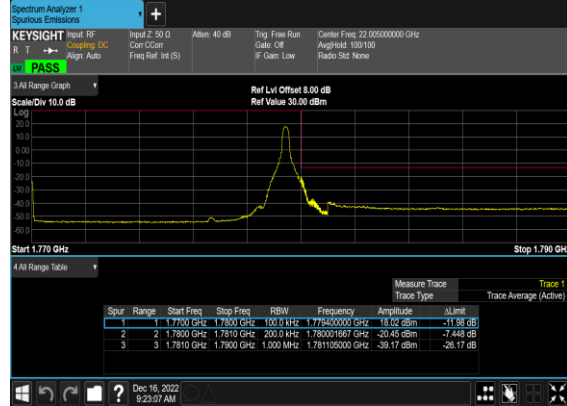 Spectrum Analyzer 1
Spurious Emissions
+
KEYSIGHT Input: RF Input Z: 50 Ω Atten: 40 dB Trig: Free Run Center Freq: 22.005000000 GHz
R T Coupling: DC Corr CCorr Gate: Off Avg|Hold: 100/100
Align: Auto Freq Ref: Int (S) IF Gain: Low Radio Std: None
LW PASS
3 All Range Graph
Ref Lvl Offset 8.00 dB
Scale/Div 10.0 dB Ref Value 30.00 dBm
Log
20.0
10.0
0.00
-10.0
-20.0
-30.0
-40.0
-50.0
-60.0
Start 1.770 GHz Stop 1.790 GH
4 All Range Table
Measure Trace Trace 1
Trace Type Trace Average (Active)
Spur Range Start Freq Stop Freq RBW Frequency Amplitude ΔLimit
1 1 1.7700 GHz 1.7800 GHz 100.0 kHz 1.779400000 GHz 18.02 dBm -11.98 dB
2 2 1.7800 GHz 1.7810 GHz 200.0 kHz 1.780001667 GHz -20.45 dBm -7.448 dB
3 3 1.7810 GHz 1.7900 GHz 1.000 MHz 1.781105000 GHz -39.17 dBm -26.17 dB
? Dec 16, 2022
9:23:07 AM